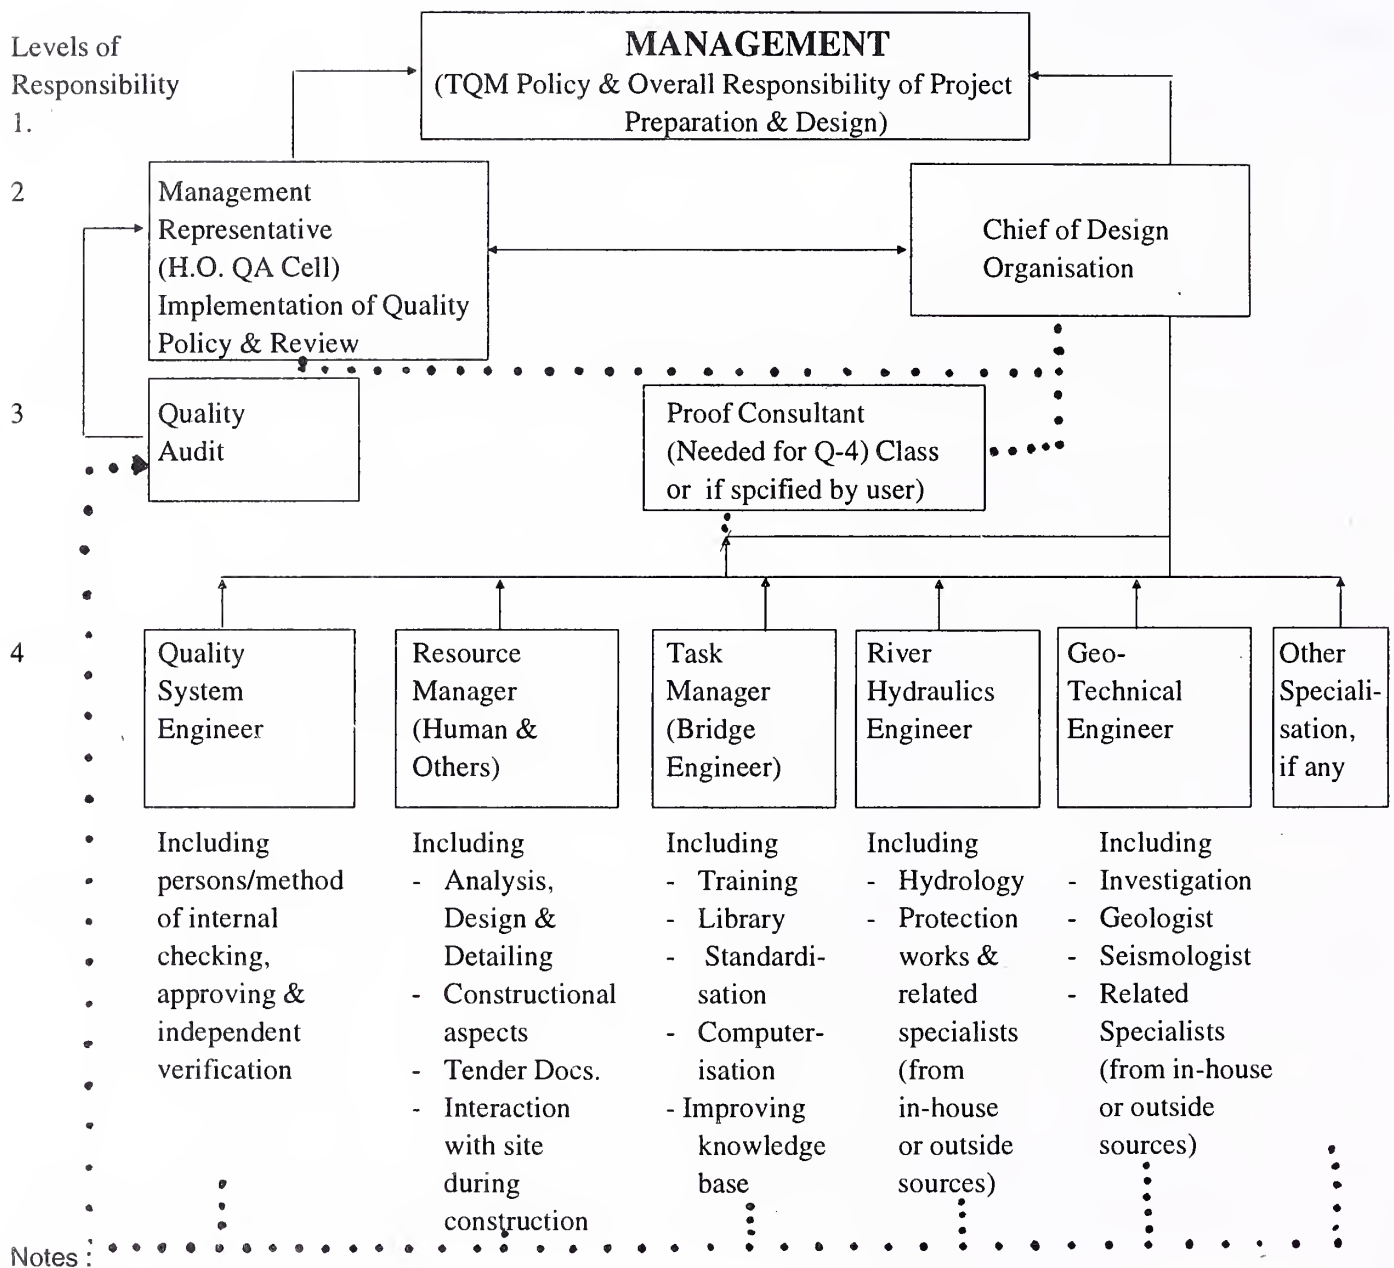 Levels of
Responsibility
1.
MANAGEMENT
(TQM Policy & Overall Responsibility of Project
Preparation & Design)
2
Management
Representative
(H.O. QA Cell)
Implementation of Quality
Policy & Review
Chief of Design
Organisation
3
Quality
Audit
Proof Consultant
(Needed for Q-4) Class
or if spcified by user)
4
Quality
System
Engineer
Resource
Manager
(Human &
Others)
Task
Manager
(Bridge
Engineer)
River
Hydraulics
Engineer
Geo-
Technical
Engineer
Other
Speciali-
sation,
if any
Including
persons/method
of internal
checking,
approving &
independent
verification
Including
- Analysis,
Design &
Detailing
- Constructional
aspects
- Tender Docs.
- Interaction
with site
during
construction
Including
- Training
- Library
- Standardi-
sation
- Computer-
isation
- Improving
knowledge
base
Including
- Hydrology
- Protection
works &
related
specialists
(from
in-house
or outside
sources)
Including
- Investigation
- Geologist
- Seismologist
- Related
Specialists
(from in-house
or outside
sources)
Notes :